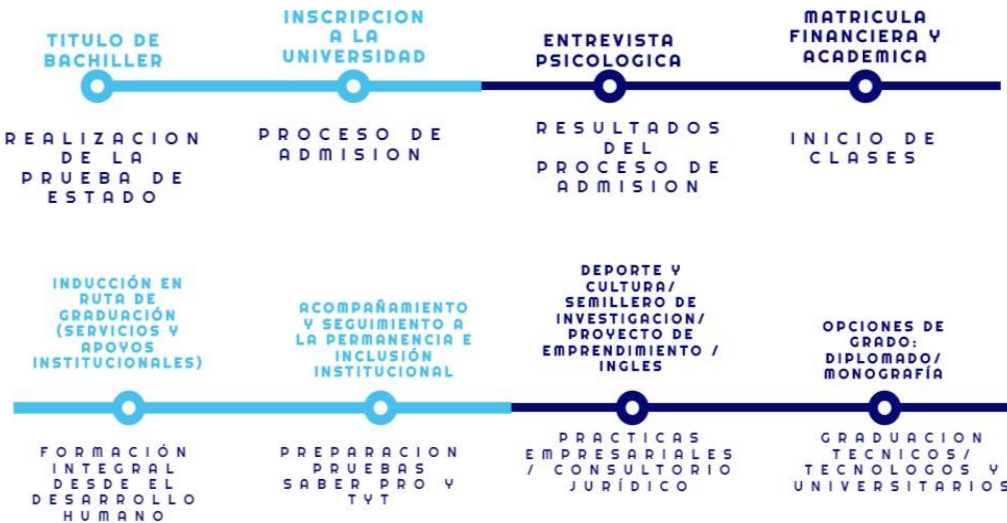 TITULO DE
BACHILLER
INSCRIPCION
A LA
UNIVERSIDAD
ENTREVISTA
PSICOLOGICA
MATRICULA
FINANCIERA Y
ACADEMICA
REALIZACION
DE LA
PRUEBA DE
ESTADO
PROCESO DE
ADMISION
RESULTADOS
DEL
PROCESO DE
ADMISION
INICIO DE
CLASES
INDUCCIÓN EN
RUTA DE
GRADUACIÓN
(SERVICIOS Y
APOYOS
INSTITUCIONALES)
ACOMPAÑAMIENTO
Y SEGUIMIENTO A
LA PERMANENCIA E
INCLUSIÓN
INSTITUCIONAL
DEPORTE Y
CULTURA/
SEMILLERO DE
INVESTIGACION/
PROYECTO DE
EMPRENDIMIENTO /
INGLES
OPCIONES DE
GRADO:
DIPLOMADO/
MONOGRAFÍA
FORMACIÓN
INTEGRAL
DESDE EL
DESARROLLO
HUMANO
PREPARACION
PRUEBAS
SABER PRO Y
TYT
PRACTICAS
EMPRESARIALES
/ CONSULTORIO
JURÍDICO
GRADUACION
TECNICOS/
TECNOLOGOS Y
UNIVERSITARIOS